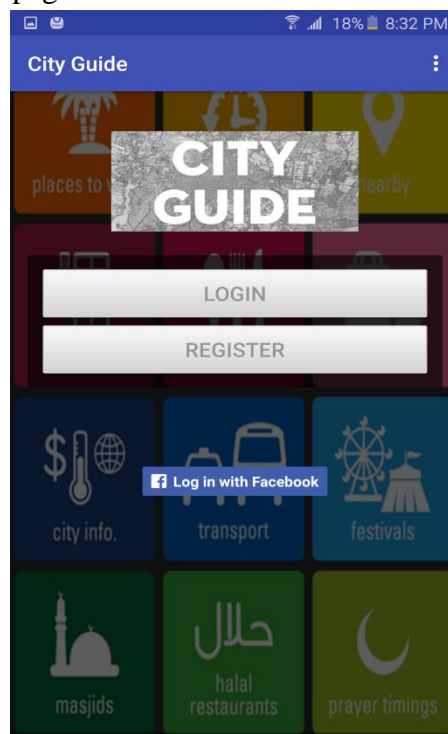 18% 8:32 PM
City Guide
places to
nearby
CITY
GUIDE
LOGIN
REGISTER
Log in with Facebook
city info.
transport
festivals
حلال
masjids
halal
restaurants
prayer timings